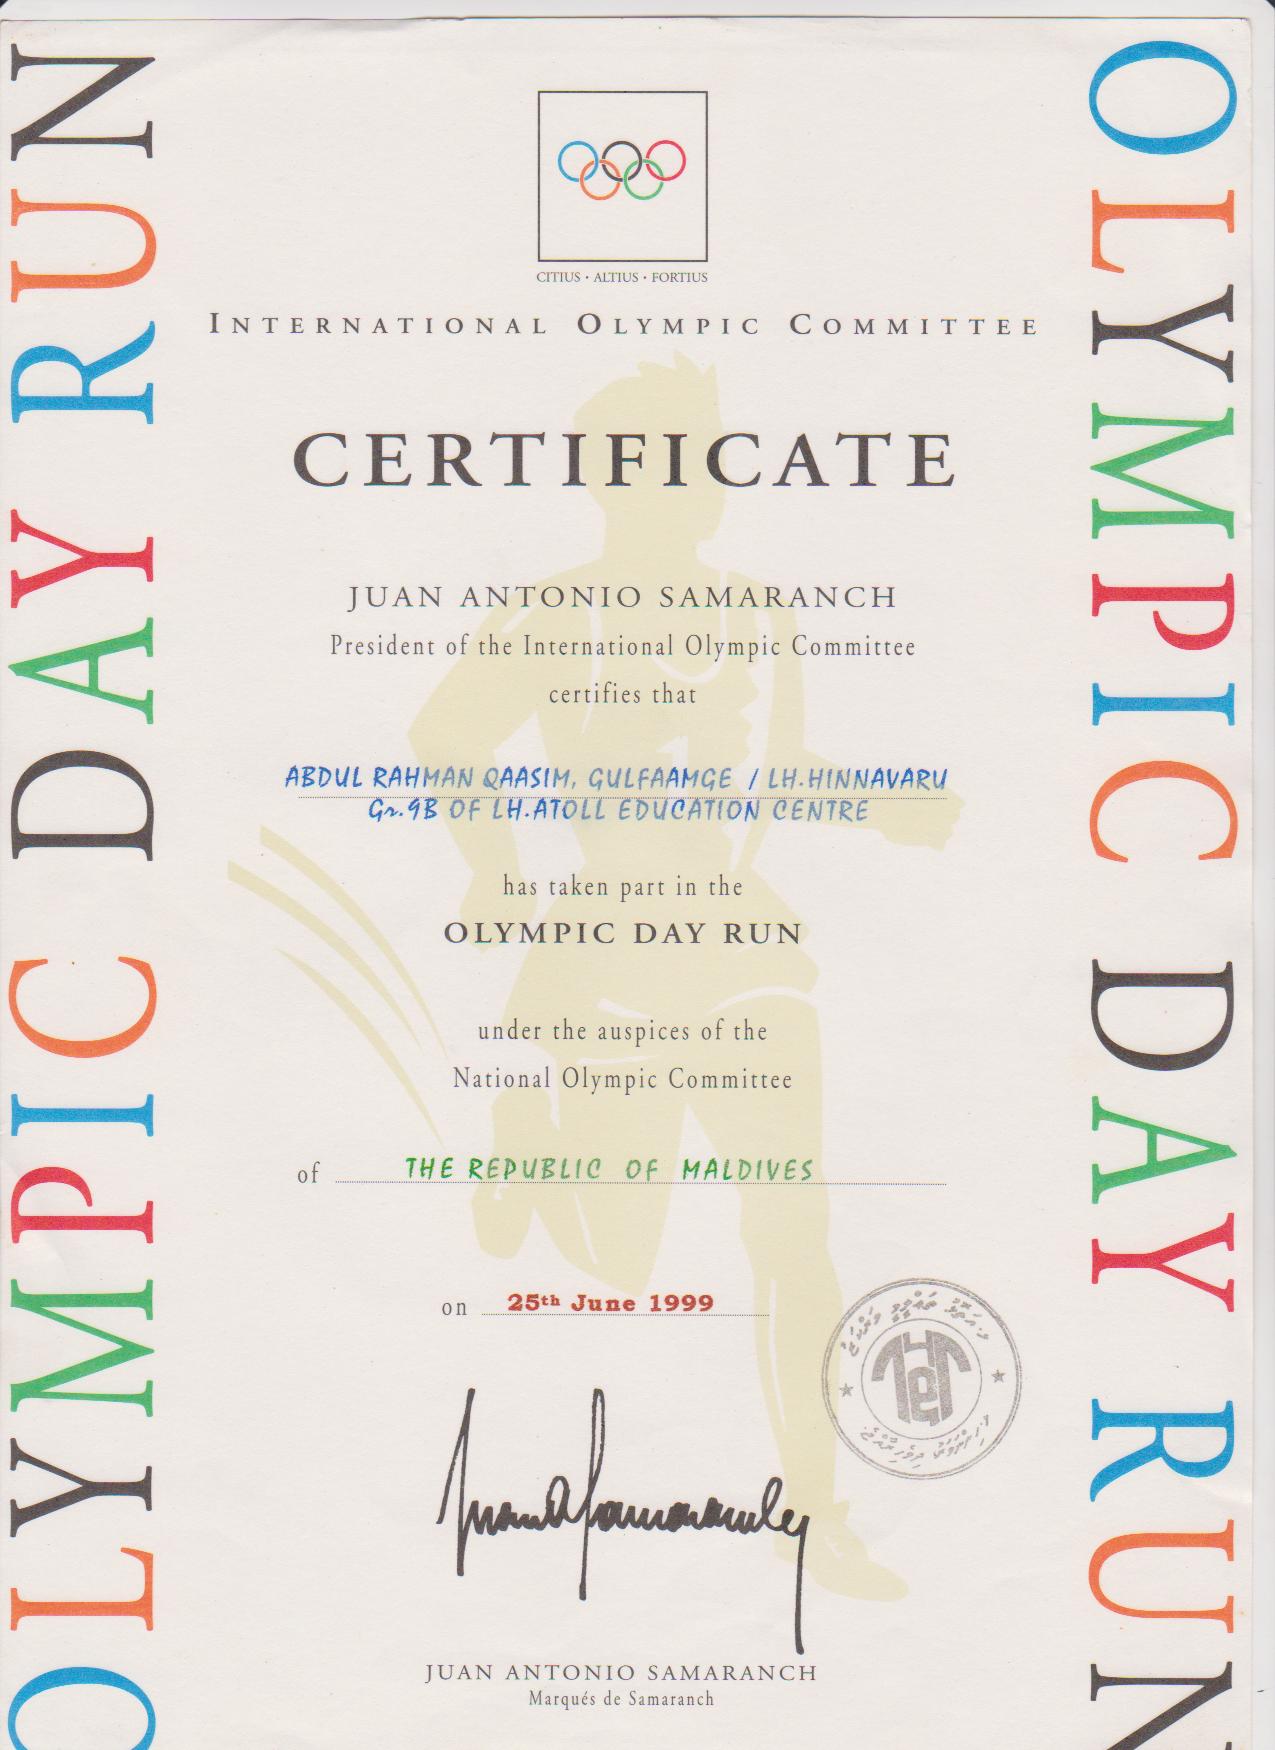 OLYMPIC DAY RUN
CITIUS • ALTIUS • FORTIUS
INTERNATIONAL OLYMPIC COMMITTEE
CERTIFICATE
JUAN ANTONIO SAMARANCH
President of the International Olympic Committee
certifies that
ABDUL RAHMAN QAASIM, GULFAAMGE / LH.HINNAVARU
Gr.9B OF LH.ATOLL EDUCATION CENTRE
has taken part in the
OLYMPIC DAY RUN
under the auspices of the
National Olympic Committee
of THE REPUBLIC OF MALDIVES
on 25th June 1999
JUAN ANTONIO SAMARANCH
Marqués de Samaranch
OLYMPIC DAY RUN